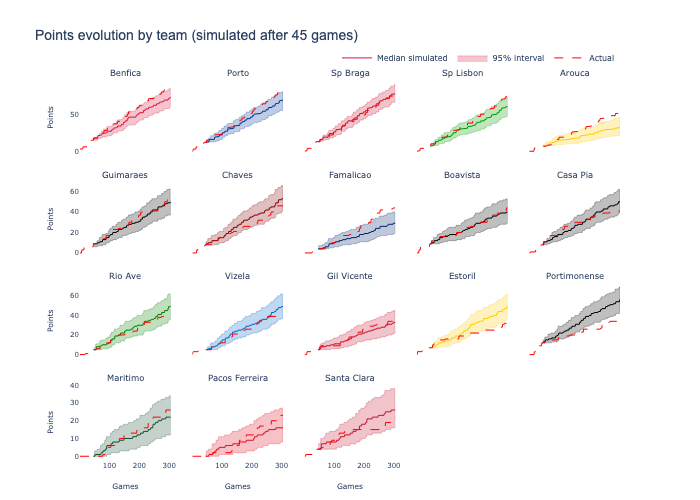 Points evolution by team (simulated after 45 games)
Median simulated 95% interval Actual
Benfica Porto Sp Braga Sp Lisbon Arouca
Points
50
0
Guimaraes Chaves Famalicao Boavista Casa Pia
Points
60
40
20
0
Rio Ave Vizela Gil Vicente Estoril Portimonense
Points
60
40
20
0
Maritimo Pacos Ferreira Santa Clara
Points
40
30
20
10
0
100 200 300 100 200 300 100 200 300
Games Games Games